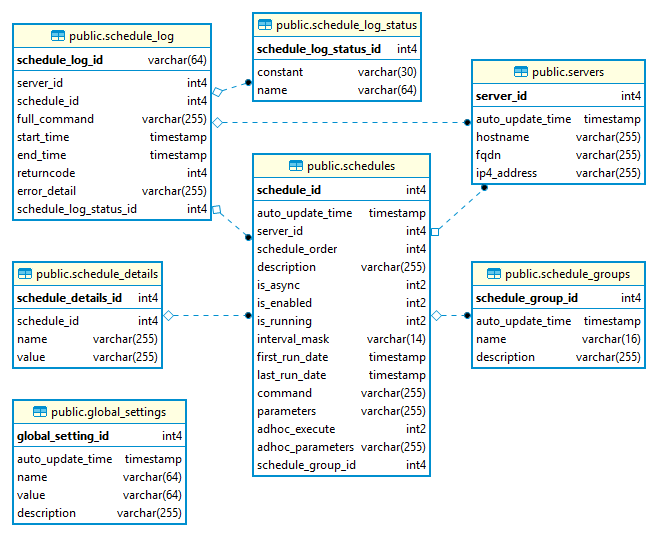 public.schedule_log
schedule_log_id varchar(64)
server_id int4
schedule_id int4
full_command varchar(255)
start_time timestamp
end_time timestamp
returncode int4
error_detail varchar(255)
schedule_log_status_id int4
public.schedule_log_status
schedule_log_status_id int4
constant varchar(30)
name varchar(64)
public.servers
server_id int4
auto_update_time timestamp
hostname varchar(255)
fqdn varchar(255)
ip4_address varchar(255)
public.schedules
schedule_id int4
auto_update_time timestamp
server_id int4
schedule_order int4
description varchar(255)
is_async int2
is_enabled int2
is_running int2
interval_mask varchar(14)
first_run_date timestamp
last_run_date timestamp
command varchar(255)
parameters varchar(255)
adhoc_execute int2
adhoc_parameters varchar(255)
schedule_group_id int4
public.schedule_details
schedule_details_id int4
schedule_id int4
name varchar(255)
value varchar(255)
public.schedule_groups
schedule_group_id int4
auto_update_time timestamp
name varchar(16)
description varchar(255)
public.global_settings
global_setting_id int4
auto_update_time timestamp
name varchar(64)
value varchar(64)
description varchar(255)